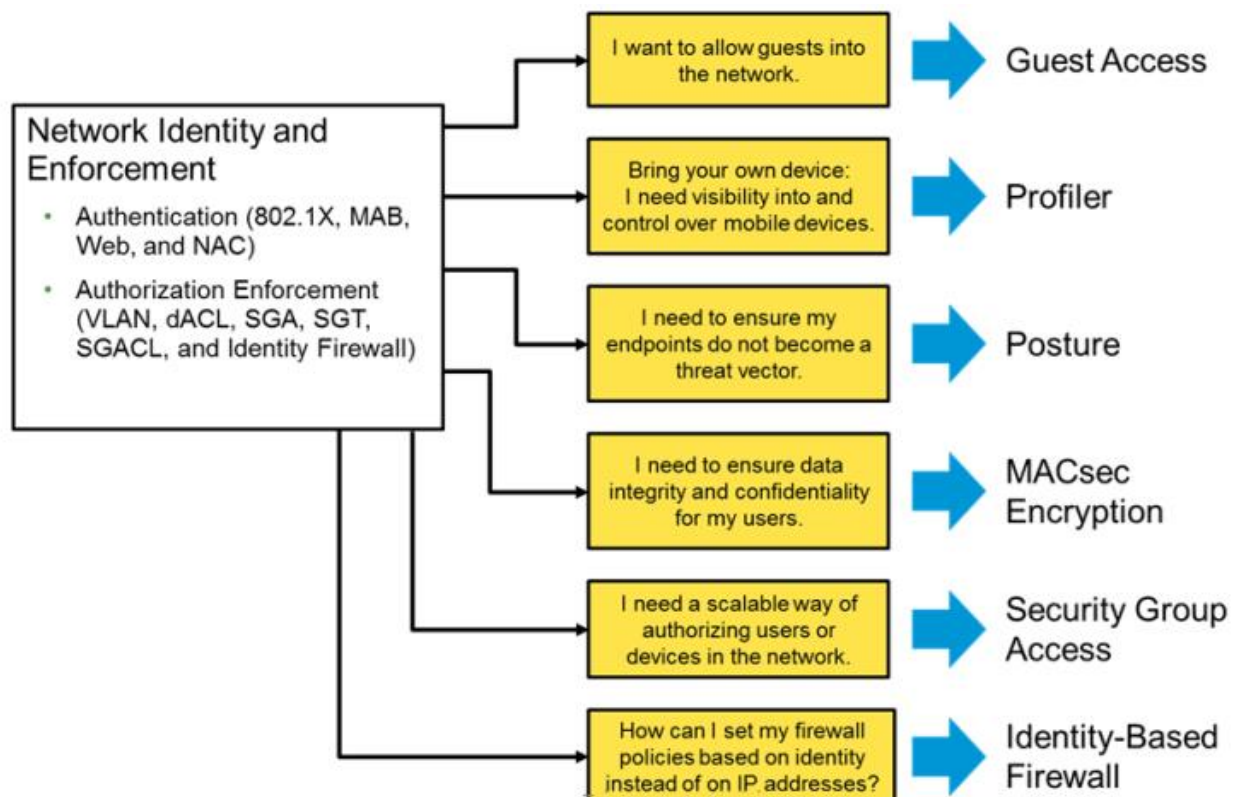 Network Identity and
Enforcement
• Authentication (802.1X, MAB,
Web, and NAC)
• Authorization Enforcement
(VLAN, dACL, SGA, SGT,
SGACL, and Identity Firewall)
I want to allow guests into
the network.
Guest Access
Bring your own device:
I need visibility into and
control over mobile devices.
Profiler
I need to ensure my
endpoints do not become a
threat vector.
Posture
I need to ensure data
integrity and confidentiality
for my users.
MACsec
Encryption
I need a scalable way of
authorizing users or
devices in the network.
Security Group
Access
How can I set my firewall
policies based on identity
instead of on IP addresses?
Identity-Based
Firewall